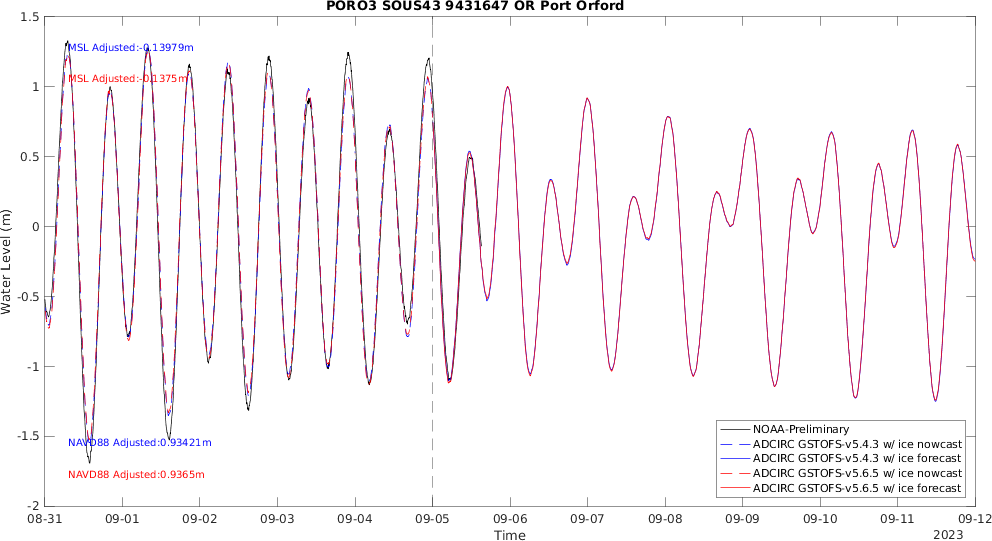 PORO3 SOUS43 9431647 OR Port Orford
1.5
1
0.5
0
-0.5
-1
-1.5
-2
Water Level (m)
MSL Adjusted:-0.13979m
MSL Adjusted:-0.1375m
NAVD88 Adjusted:0.93421m
NAVD88 Adjusted:0.9365m
NOAA-Preliminary
ADCIRC GSTOFS-v5.4.3 w/ ice nowcast
ADCIRC GSTOFS-v5.4.3 w/ ice forecast
ADCIRC GSTOFS-v5.6.5 w/ ice nowcast
ADCIRC GSTOFS-v5.6.5 w/ ice forecast
08-31 09-01 09-02 09-03 09-04 09-05 09-06 09-07 09-08 09-09 09-10 09-11 09-12
Time
2023